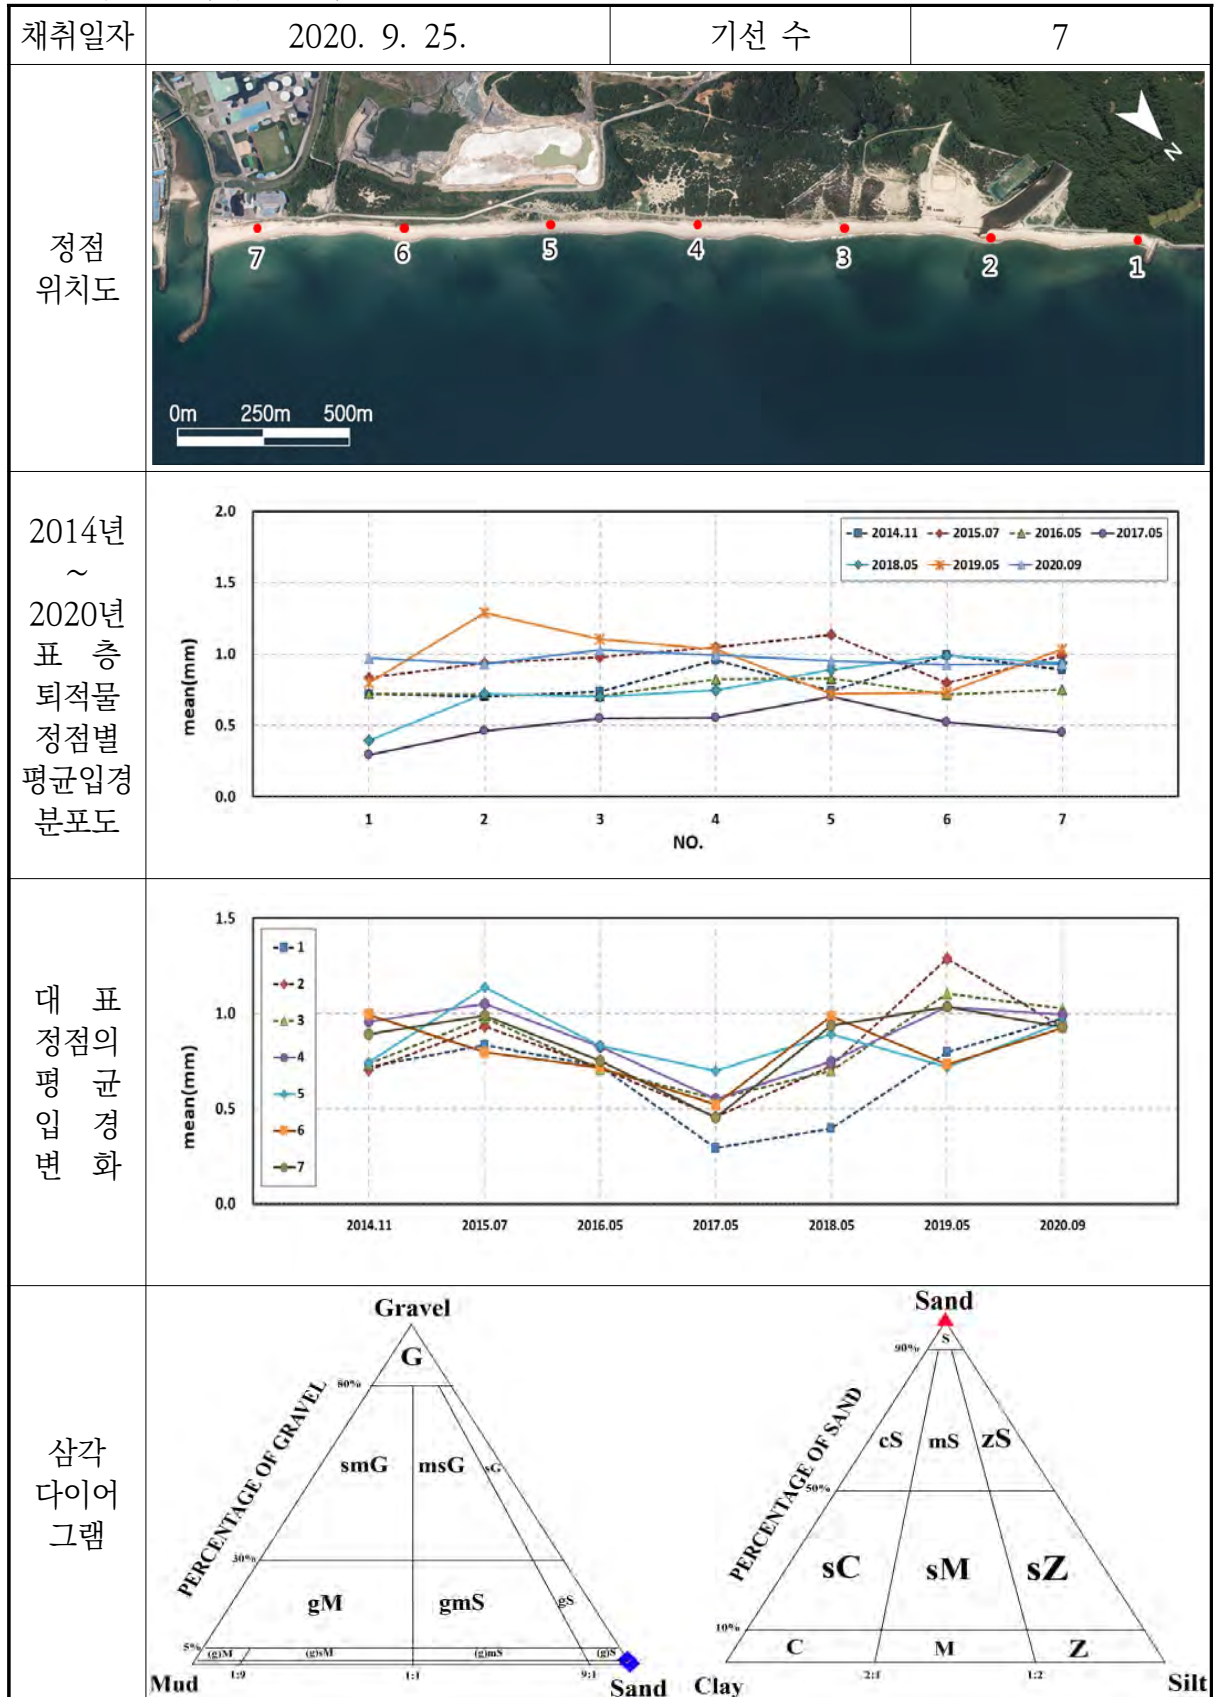 채취일자
2020. 9. 25.
기선 수
7
정점
위치도
N
7
6
5
4
3
2
1
0m 250m 500m
2014년
~
2020년
표 층
퇴적물
정점별
평균입경
분포도
2.0
1.5
1.0
0.5
0.0
mean(mm)
2014.11 2015.07 2016.05 2017.05
2018.05 2019.05 2020.09
1 2 3 4 5 6 7
NO.
대 표
정점의
평 균
입 경
변 화
1.5
1.0
0.5
0.0
mean(mm)
1
2
3
4
5
6
7
2014.11 2015.07 2016.05 2017.05 2018.05 2019.05 2020.09
삼각
다이어
그램
Gravel
G
80%
PERCENTAGE OF GRAVEL
smG msG sG
30%
gM gmS gS
5%
(g)M (g)sM (g)mS (g)S
1:9 1:1 9:1
Mud Sand
Sand
S
90%
PERCENTAGE OF SAND
cS mS zS
50%
sC sM sZ
10%
C M Z
2:1 1:2
Clay Silt